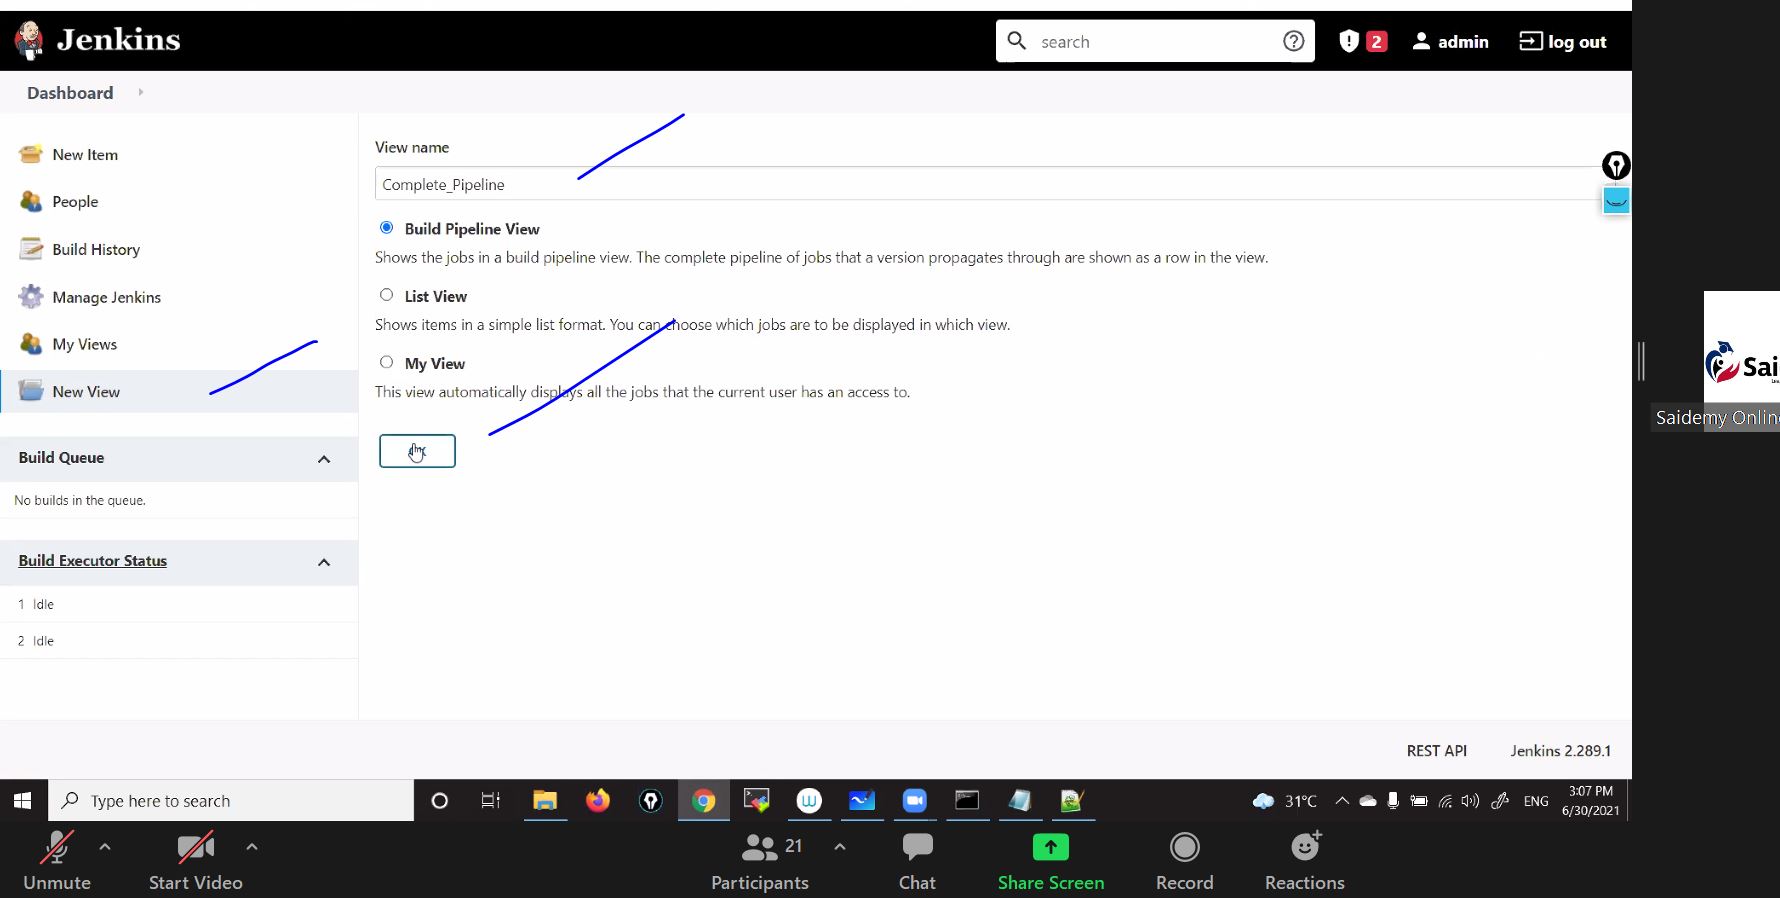 Jenkins
search
2
admin
log out
Dashboard
New Item
People
Build History
Manage Jenkins
My Views
New View
Build Queue
No builds in the queue.
Build Executor Status
1 Idle
2 Idle
View name
Complete_Pipeline
Build Pipeline View
Shows the jobs in a build pipeline view. The complete pipeline of jobs that a version propagates through are shown as a row in the view.
List View
Shows items in a simple list format. You can choose which jobs are to be displayed in which view.
My View
This view automatically displays all the jobs that the current user has an access to.
REST API
Jenkins 2.289.1
Sai
Saidemy Onlin
Type here to search
31°C
ENG
3:07 PM
6/30/2021
Unmute
Start Video
21
Participants
Chat
Share Screen
Record
Reactions